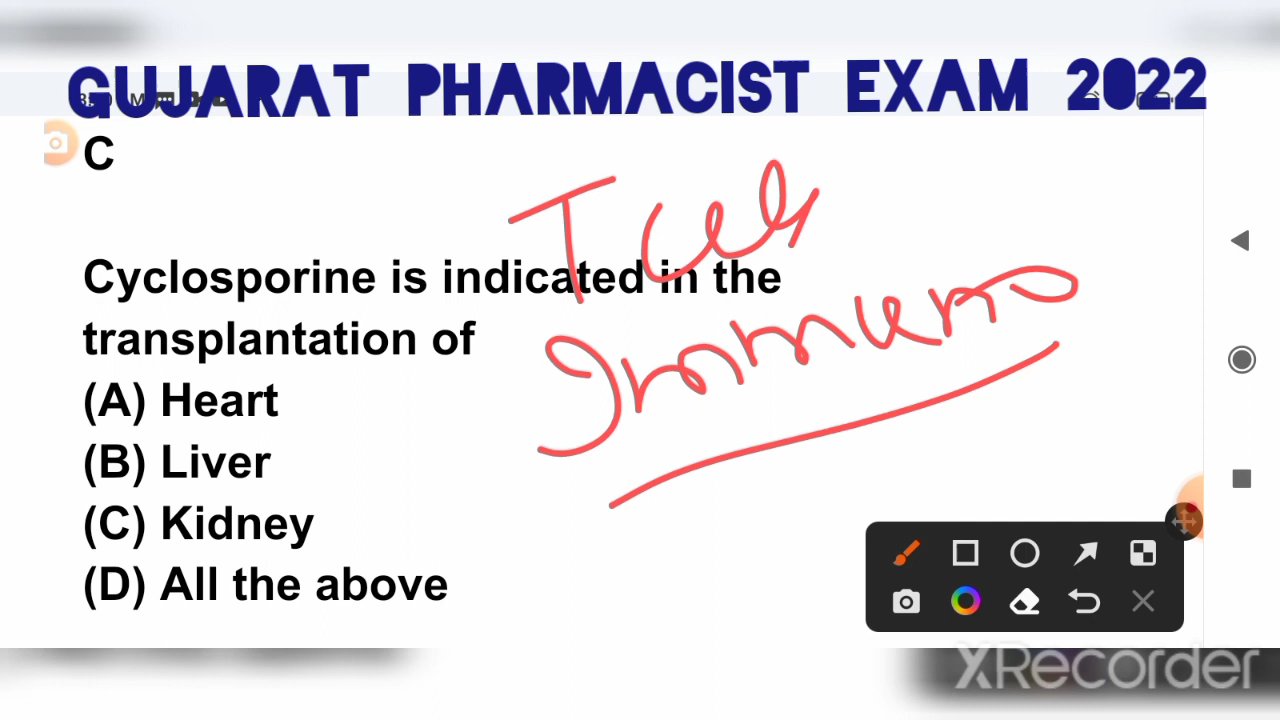 GUJARAT PHARMACIST EXAM 2022
C
T Cells
Immuno
Cyclosporine is indicated in the
transplantation of
(A) Heart
(B) Liver
(C) Kidney
(D) All the above
XRecorder